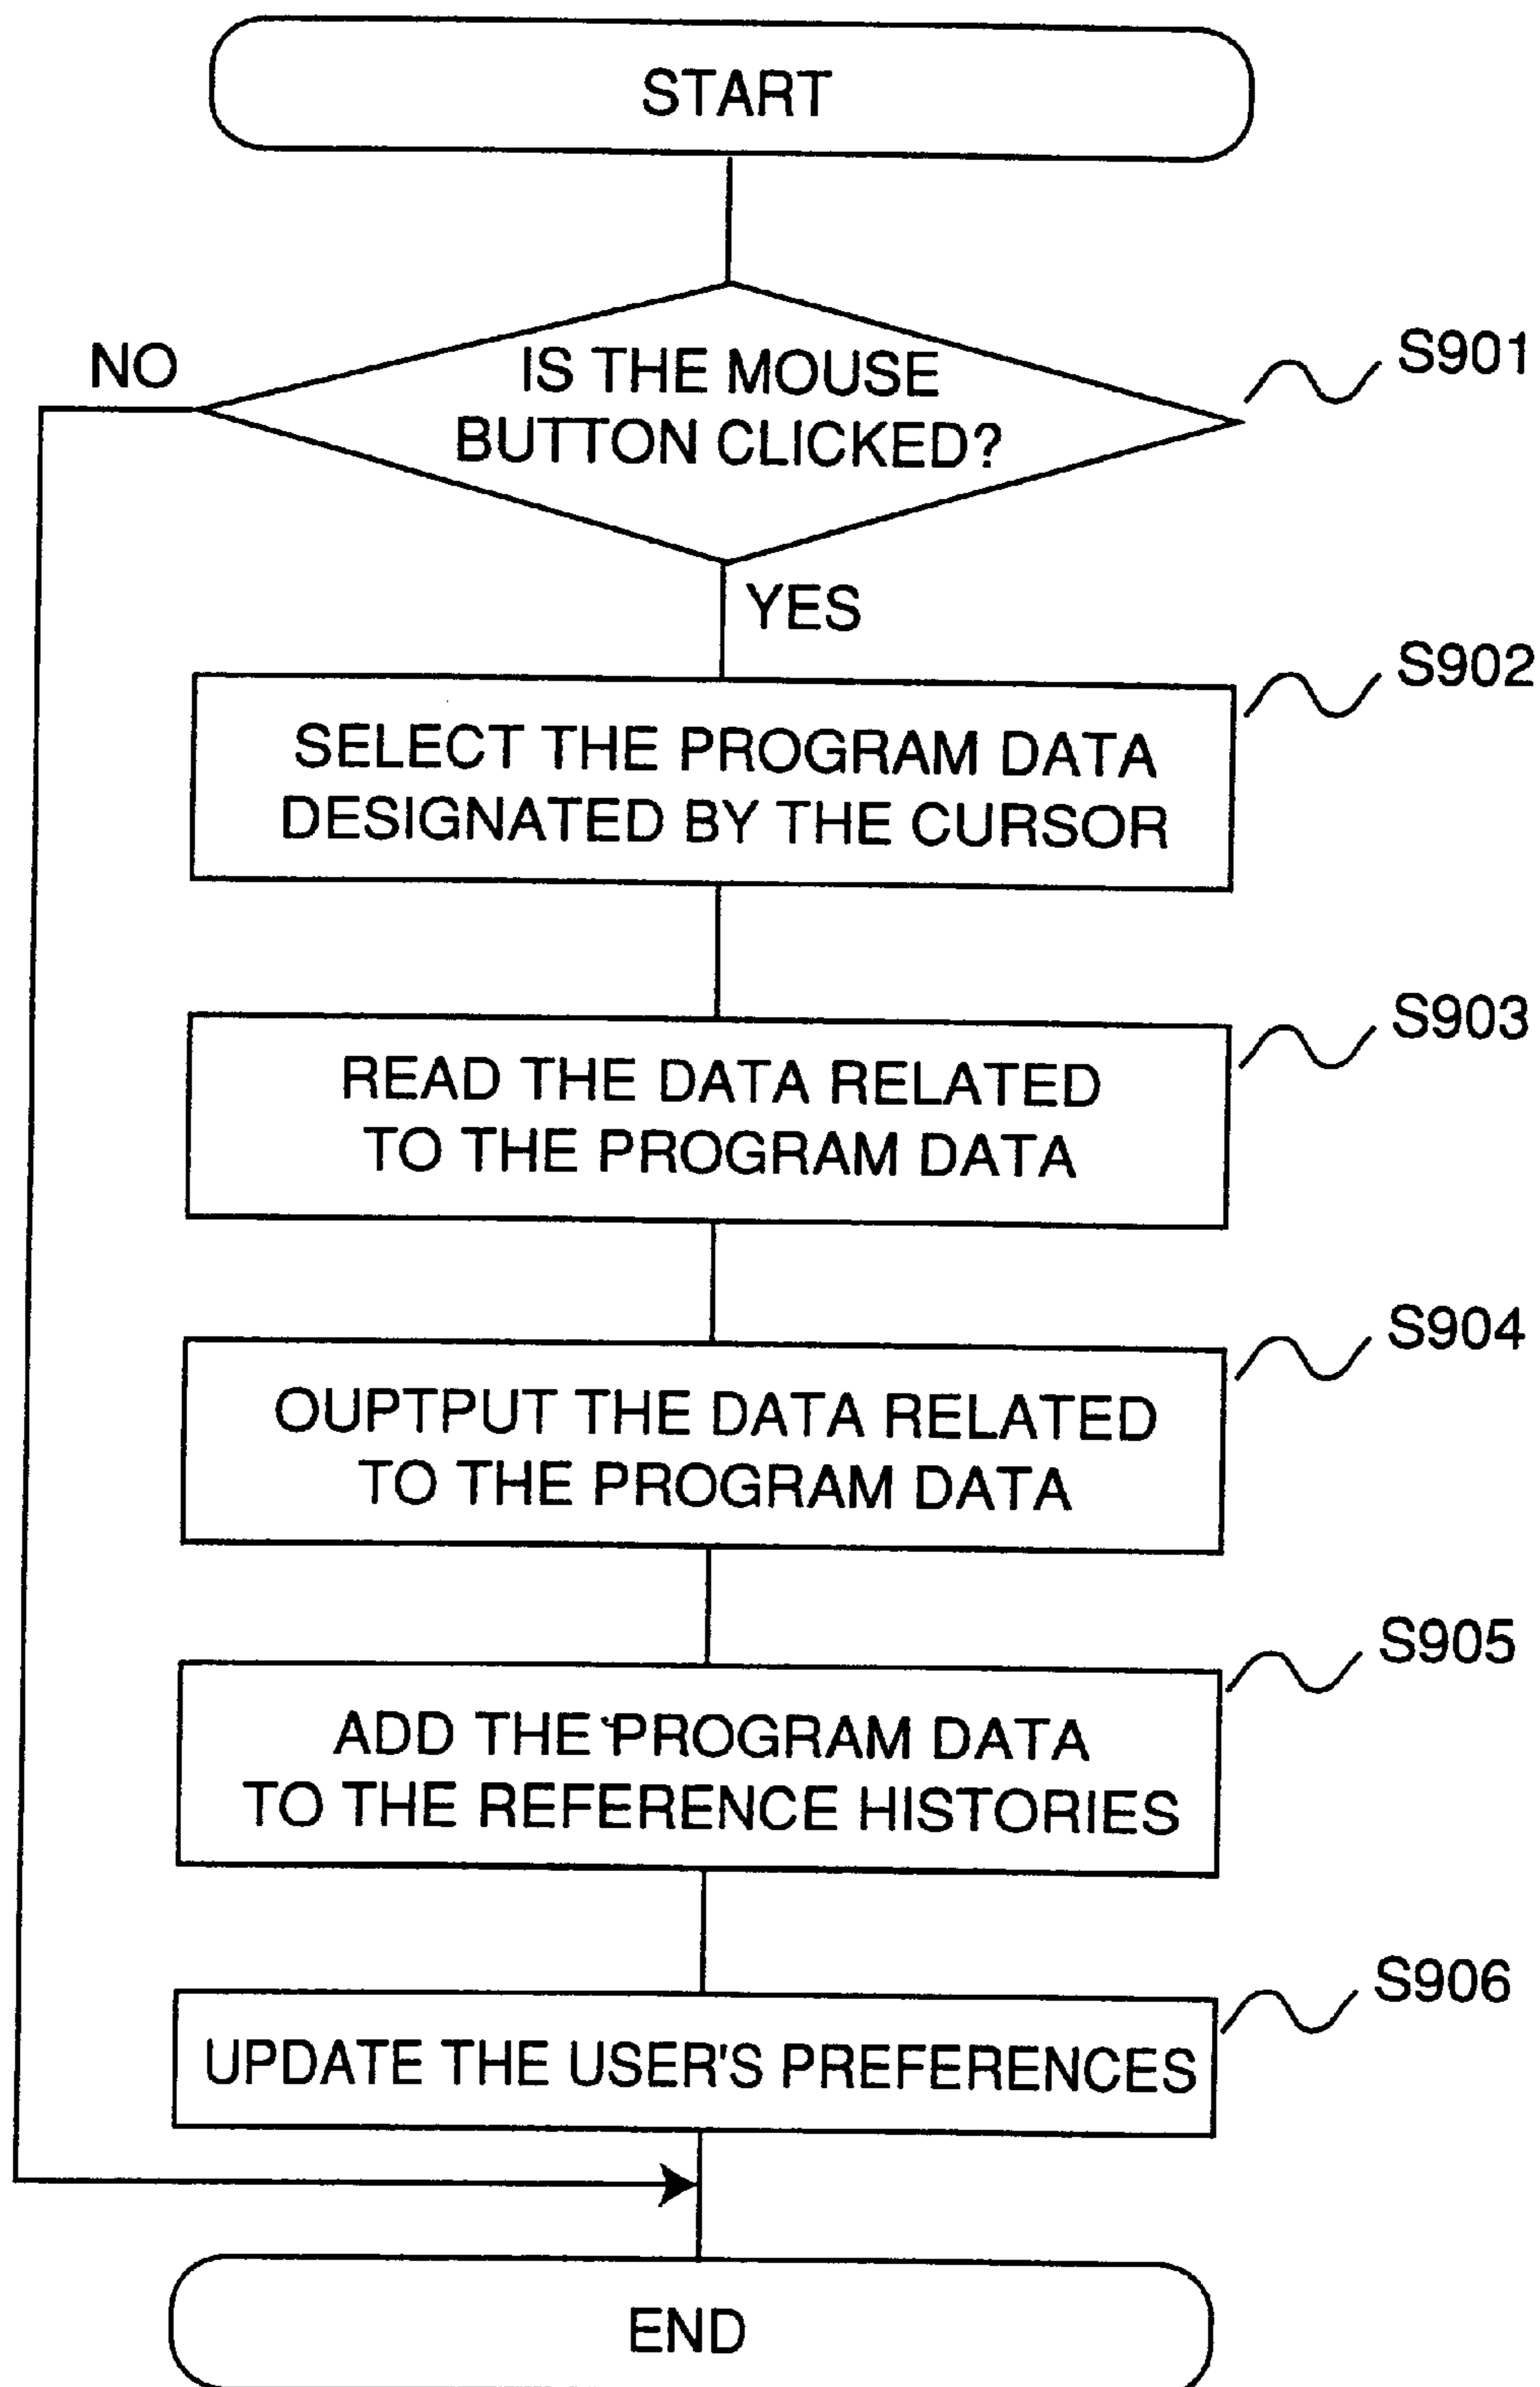 START
NO
IS THE MOUSE
BUTTON CLICKED?
S901
YES
S902
SELECT THE PROGRAM DATA
DESIGNATED BY THE CURSOR
S903
READ THE DATA RELATED
TO THE PROGRAM DATA
S904
OUPTPUT THE DATA RELATED
TO THE PROGRAM DATA
S905
ADD THE PROGRAM DATA
TO THE REFERENCE HISTORIES
S906
UPDATE THE USER'S PREFERENCES
END